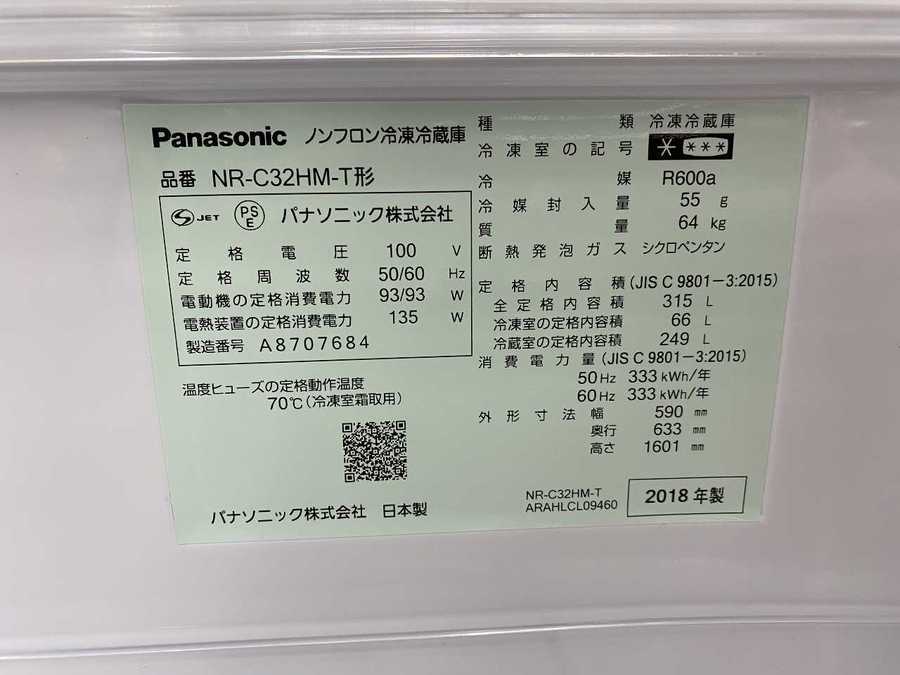 Panasonic ノンフロン冷凍冷蔵庫
品番 NR-C32HM-T形
S JET PSE パナソニック株式会社
定格電圧 100 V
定格周波数 50/60 Hz
電動機の定格消費電力 93/93 W
電熱装置の定格消費電力 135 W
製造番号 A8707684
温度ヒューズの定格動作温度
70℃(冷凍室霜取用)
パナソニック株式会社 日本製
種類 冷凍冷蔵庫
冷凍室の記号 * ***
冷媒 R600a
冷媒封入量 55 g
質量 64 kg
断熱発泡ガス シクロペンタン
定格内容積(JIS C 9801-3:2015)
全定格内容積 315 L
冷凍室の定格内容積 66 L
冷蔵室の定格内容積 249 L
消費電力量(JIS C 9801-3:2015)
50Hz 333 kWh/年
60Hz 333 kWh/年
外形寸法 幅 590 mm
奥行 633 mm
高さ 1601 mm
NR-C32HM-T
ARAHLCL09460
2018年製